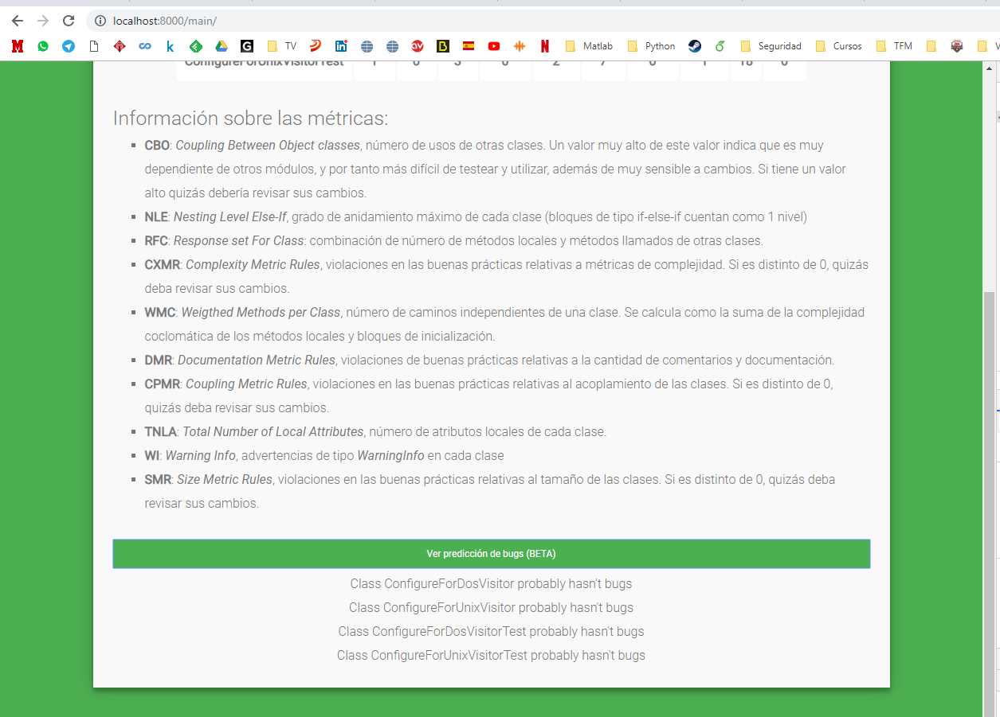 localhost:8000/main/
TV
Matlab
Python
Seguridad
Cursos
TFM
ConfigureForUnixVisitorTest 1 0 3 0 2 7 0 1 18 0
Información sobre las métricas:
CBO: Coupling Between Object classes, número de usos de otras clases. Un valor muy alto de este valor indica que es muy
dependiente de otros módulos, y por tanto más difícil de testear y utilizar, además de muy sensible a cambios. Si tiene un valor
alto quizás debería revisar sus cambios.
NLE: Nesting Level Else-If, grado de anidamiento máximo de cada clase (bloques de tipo if-else-if cuentan como 1 nivel)
RFC: Response set For Class: combinación de número de métodos locales y métodos llamados de otras clases.
CXMR: Complexity Metric Rules, violaciones en las buenas prácticas relativas a métricas de complejidad. Si es distinto de 0, quizás
deba revisar sus cambios.
WMC: Weigthed Methods per Class, número de caminos independientes de una clase. Se calcula como la suma de la complejidad
coclomática de los métodos locales y bloques de inicialización.
DMR: Documentation Metric Rules, violaciones de buenas prácticas relativas a la cantidad de comentarios y documentación.
CPMR: Coupling Metric Rules, violaciones en las buenas prácticas relativas al acoplamiento de las clases. Si es distinto de 0,
quizás deba revisar sus cambios.
TNLA: Total Number of Local Attributes, número de atributos locales de cada clase.
WI: Warning Info, advertencias de tipo WarningInfo en cada clase
SMR: Size Metric Rules, violaciones en las buenas prácticas relativas al tamaño de las clases. Si es distinto de 0, quizás deba
revisar sus cambios.
Ver predicción de bugs (BETA)
Class ConfigureForDosVisitor probably hasn't bugs
Class ConfigureForUnixVisitor probably hasn't bugs
Class ConfigureForDosVisitorTest probably hasn't bugs
Class ConfigureForUnixVisitorTest probably hasn't bugs